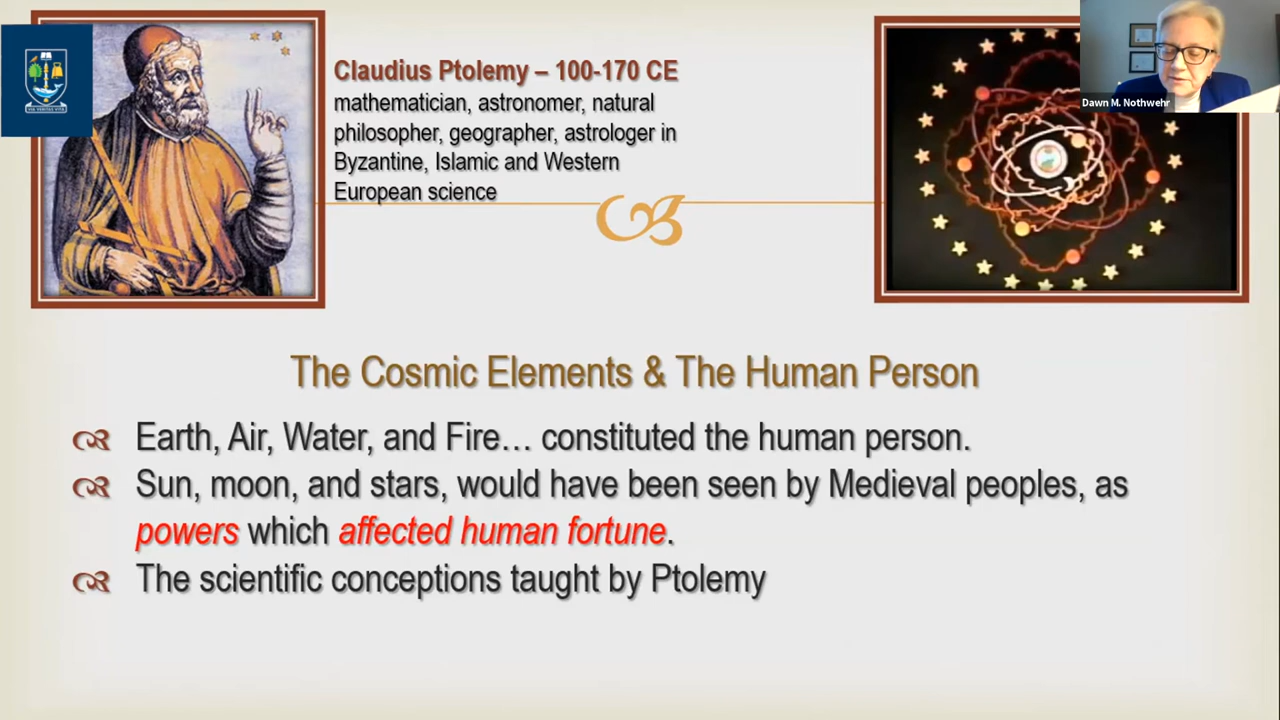 Claudius Ptolemy – 100-170 CE
mathematician, astronomer, natural
philosopher, geographer, astrologer in
Byzantine, Islamic and Western
European science
Dawn M. Nothwehr
The Cosmic Elements & The Human Person
Earth, Air, Water, and Fire… constituted the human person.
Sun, moon, and stars, would have been seen by Medieval peoples, as
powers which affected human fortune.
The scientific conceptions taught by Ptolemy